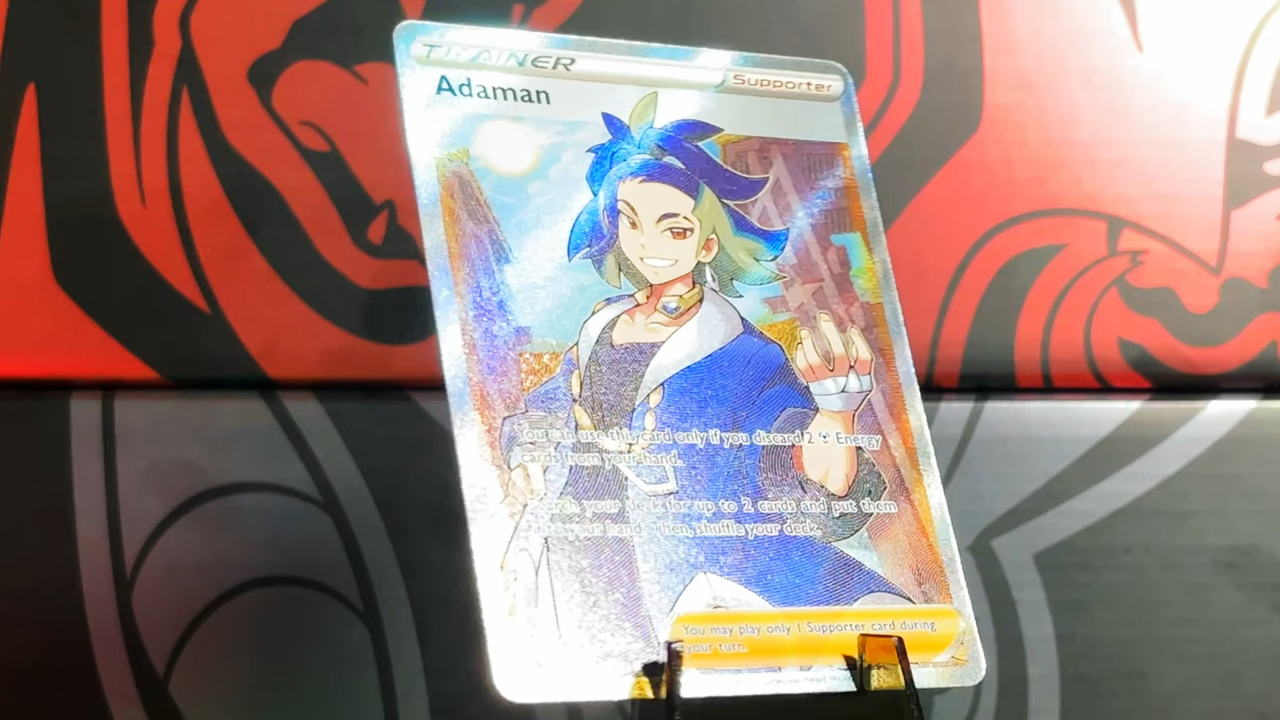 TRAINER
Supporter
Adaman
You can use this card only if you discard 2 Energy
cards from your hand.
your deck for up to 2 cards and put them
your hand. Then, shuffle your deck.
You may play only 1 Supporter card during
your turn.